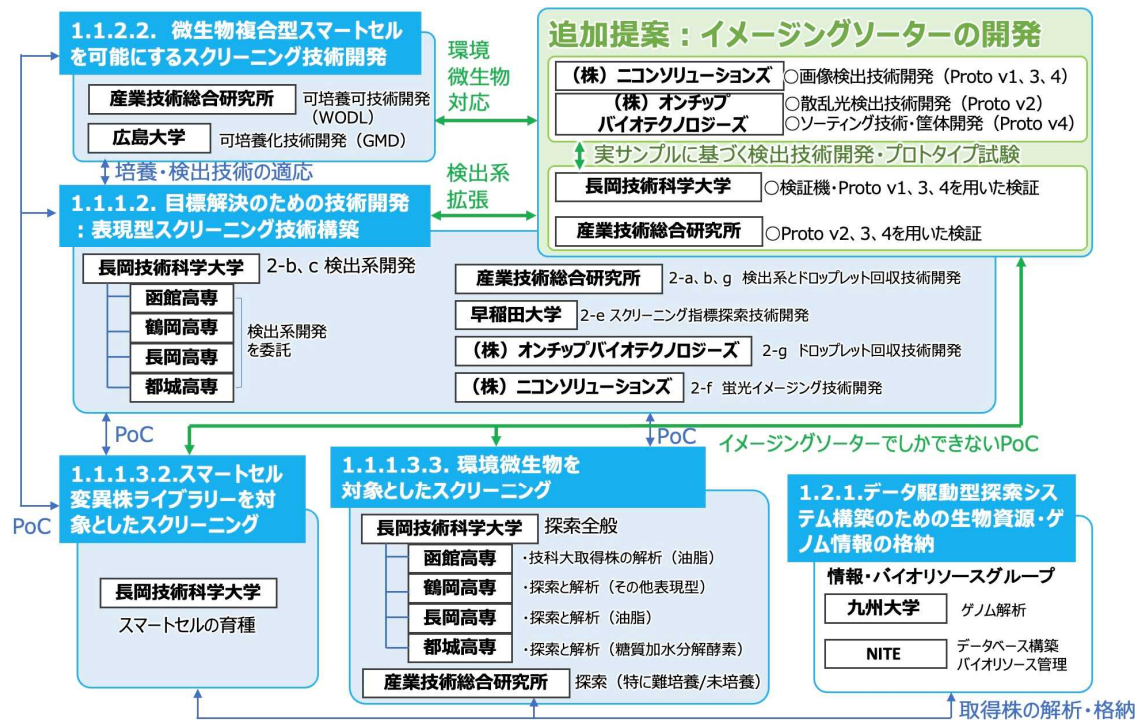 1.1.2.2. 微生物複合型スマートセル
を可能にするスクリーニング技術開発
産業技術総合研究所
可培養可技術開発
(WODL)
広島大学
可培養化技術開発（GMD）
環境
微生物
対応
追加提案：イメージングソーターの開発
（株）ニコンソリューションズ
○画像検出技術開発（Proto v1、3、4）
（株）オンチップ
バイオテクノロジーズ
○散乱光検出技術開発（Proto v2）
○ソーティング技術・筐体開発（Proto v4）
実サンプルに基づく検出技術開発・プロトタイプ試験
長岡技術科学大学
○検証機・Proto v1、3、4を用いた検証
産業技術総合研究所
○Proto v2、3、4を用いた検証
培養・検出技術の適応
検出系
拡張
1.1.1.2. 目標解決のための技術開発
：表現型スクリーニング技術構築
長岡技術科学大学
2-b、c 検出系開発
函館高専
鶴岡高専
長岡高専
都城高専
検出系開発
を委託
産業技術総合研究所
2-a、b、g 検出系とドロップレット回収技術開発
早稲田大学
2-e スクリーニング指標探索技術開発
（株）オンチップバイオテクノロジーズ
2-g ドロップレット回収技術開発
（株）ニコンソリューションズ
2-f 蛍光イメージング技術開発
PoC
PoC
イメージングソーターでしかできないPoC
PoC
1.1.1.3.2.スマートセル
変異株ライブラリーを対
象としたスクリーニング
長岡技術科学大学
スマートセルの育種
1.1.1.3.3. 環境微生物を
対象としたスクリーニング
長岡技術科学大学
探索全般
函館高専
・技科大取得株の解析（油脂）
鶴岡高専
・探索と解析（その他表現型）
長岡高専
・探索と解析（油脂）
都城高専
・探索と解析（糖質加水分解酵素）
産業技術総合研究所
探索（特に難培養/未培養）
1.2.1.データ駆動型探索シス
テム構築のための生物資源・ゲ
ノム情報の格納
情報・バイオリソースグループ
九州大学
ゲノム解析
NITE
データベース構築
バイオリソース管理
取得株の解析・格納